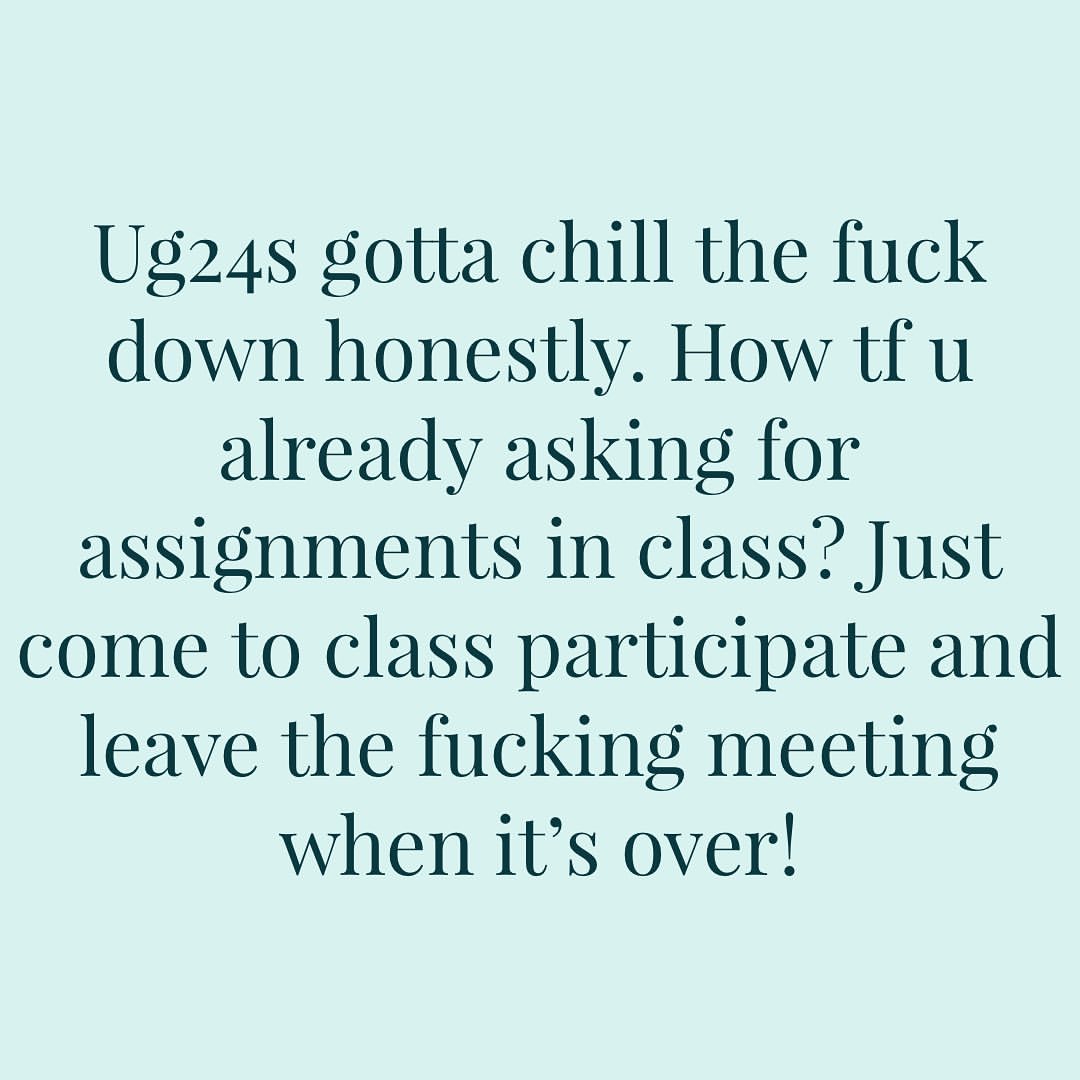 Ug24s gotta chill the fuck
down honestly. How tf u
already asking for
assignments in class? Just
come to class participate and
leave the fucking meeting
when it’s over!